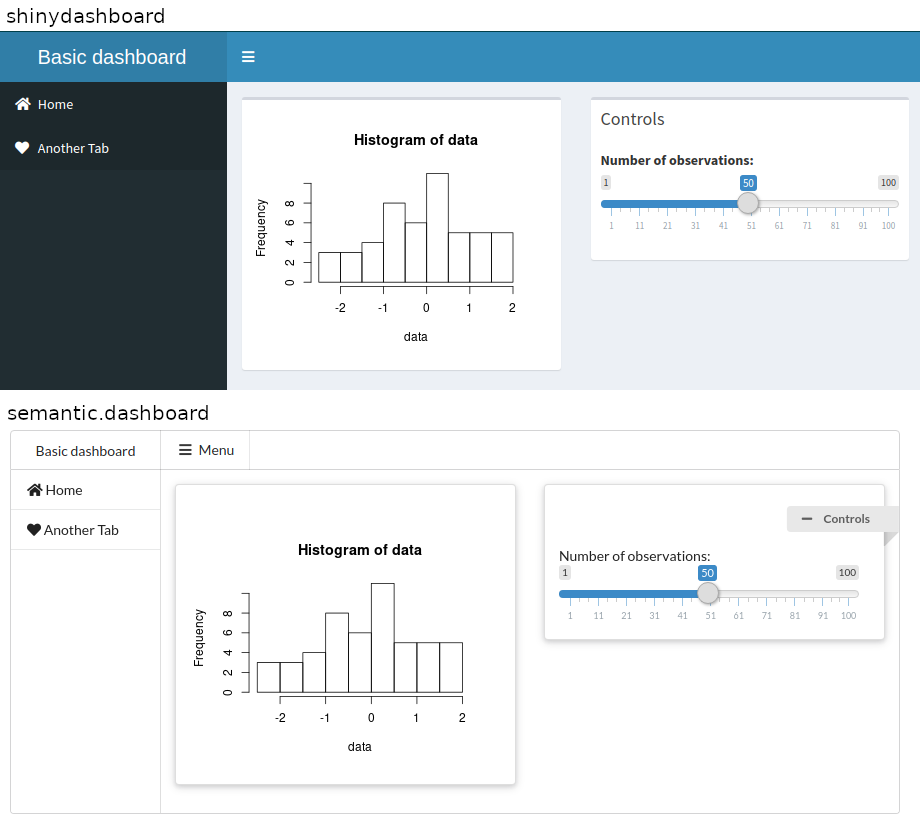 shinydashboard
Basic dashboard
Home
Another Tab
Histogram of data
Frequency
0 2 4 6 8
-2 -1 0 1 2
data
Controls
Number of observations:
1 50 100
1 11 21 31 41 51 61 71 81 91 100
semantic.dashboard
Basic dashboard
Menu
Home
Another Tab
Histogram of data
Frequency
0 2 4 6 8
-2 -1 0 1 2
data
Controls
Number of observations:
1 50 100
1 11 21 31 41 51 61 71 81 91 100